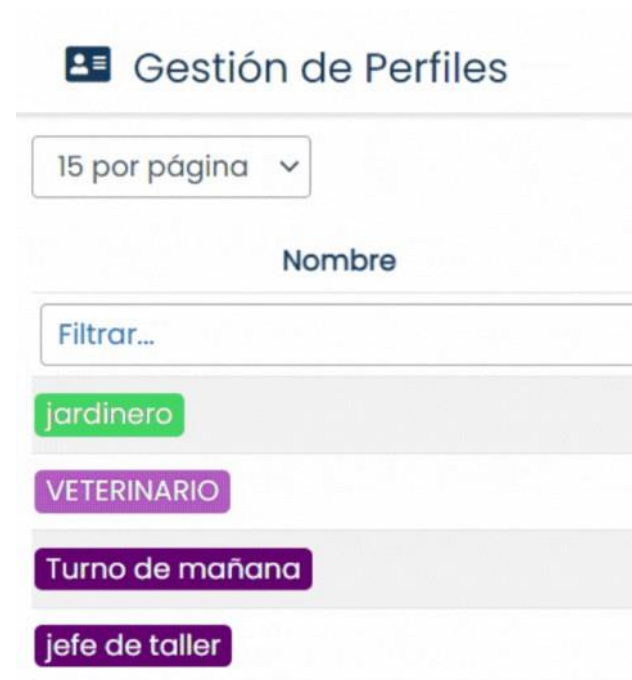 Gestión de Perfiles
15 por página
Nombre
Filtrar...
jardinero
VETERINARIO
Turno de mañana
jefe de taller